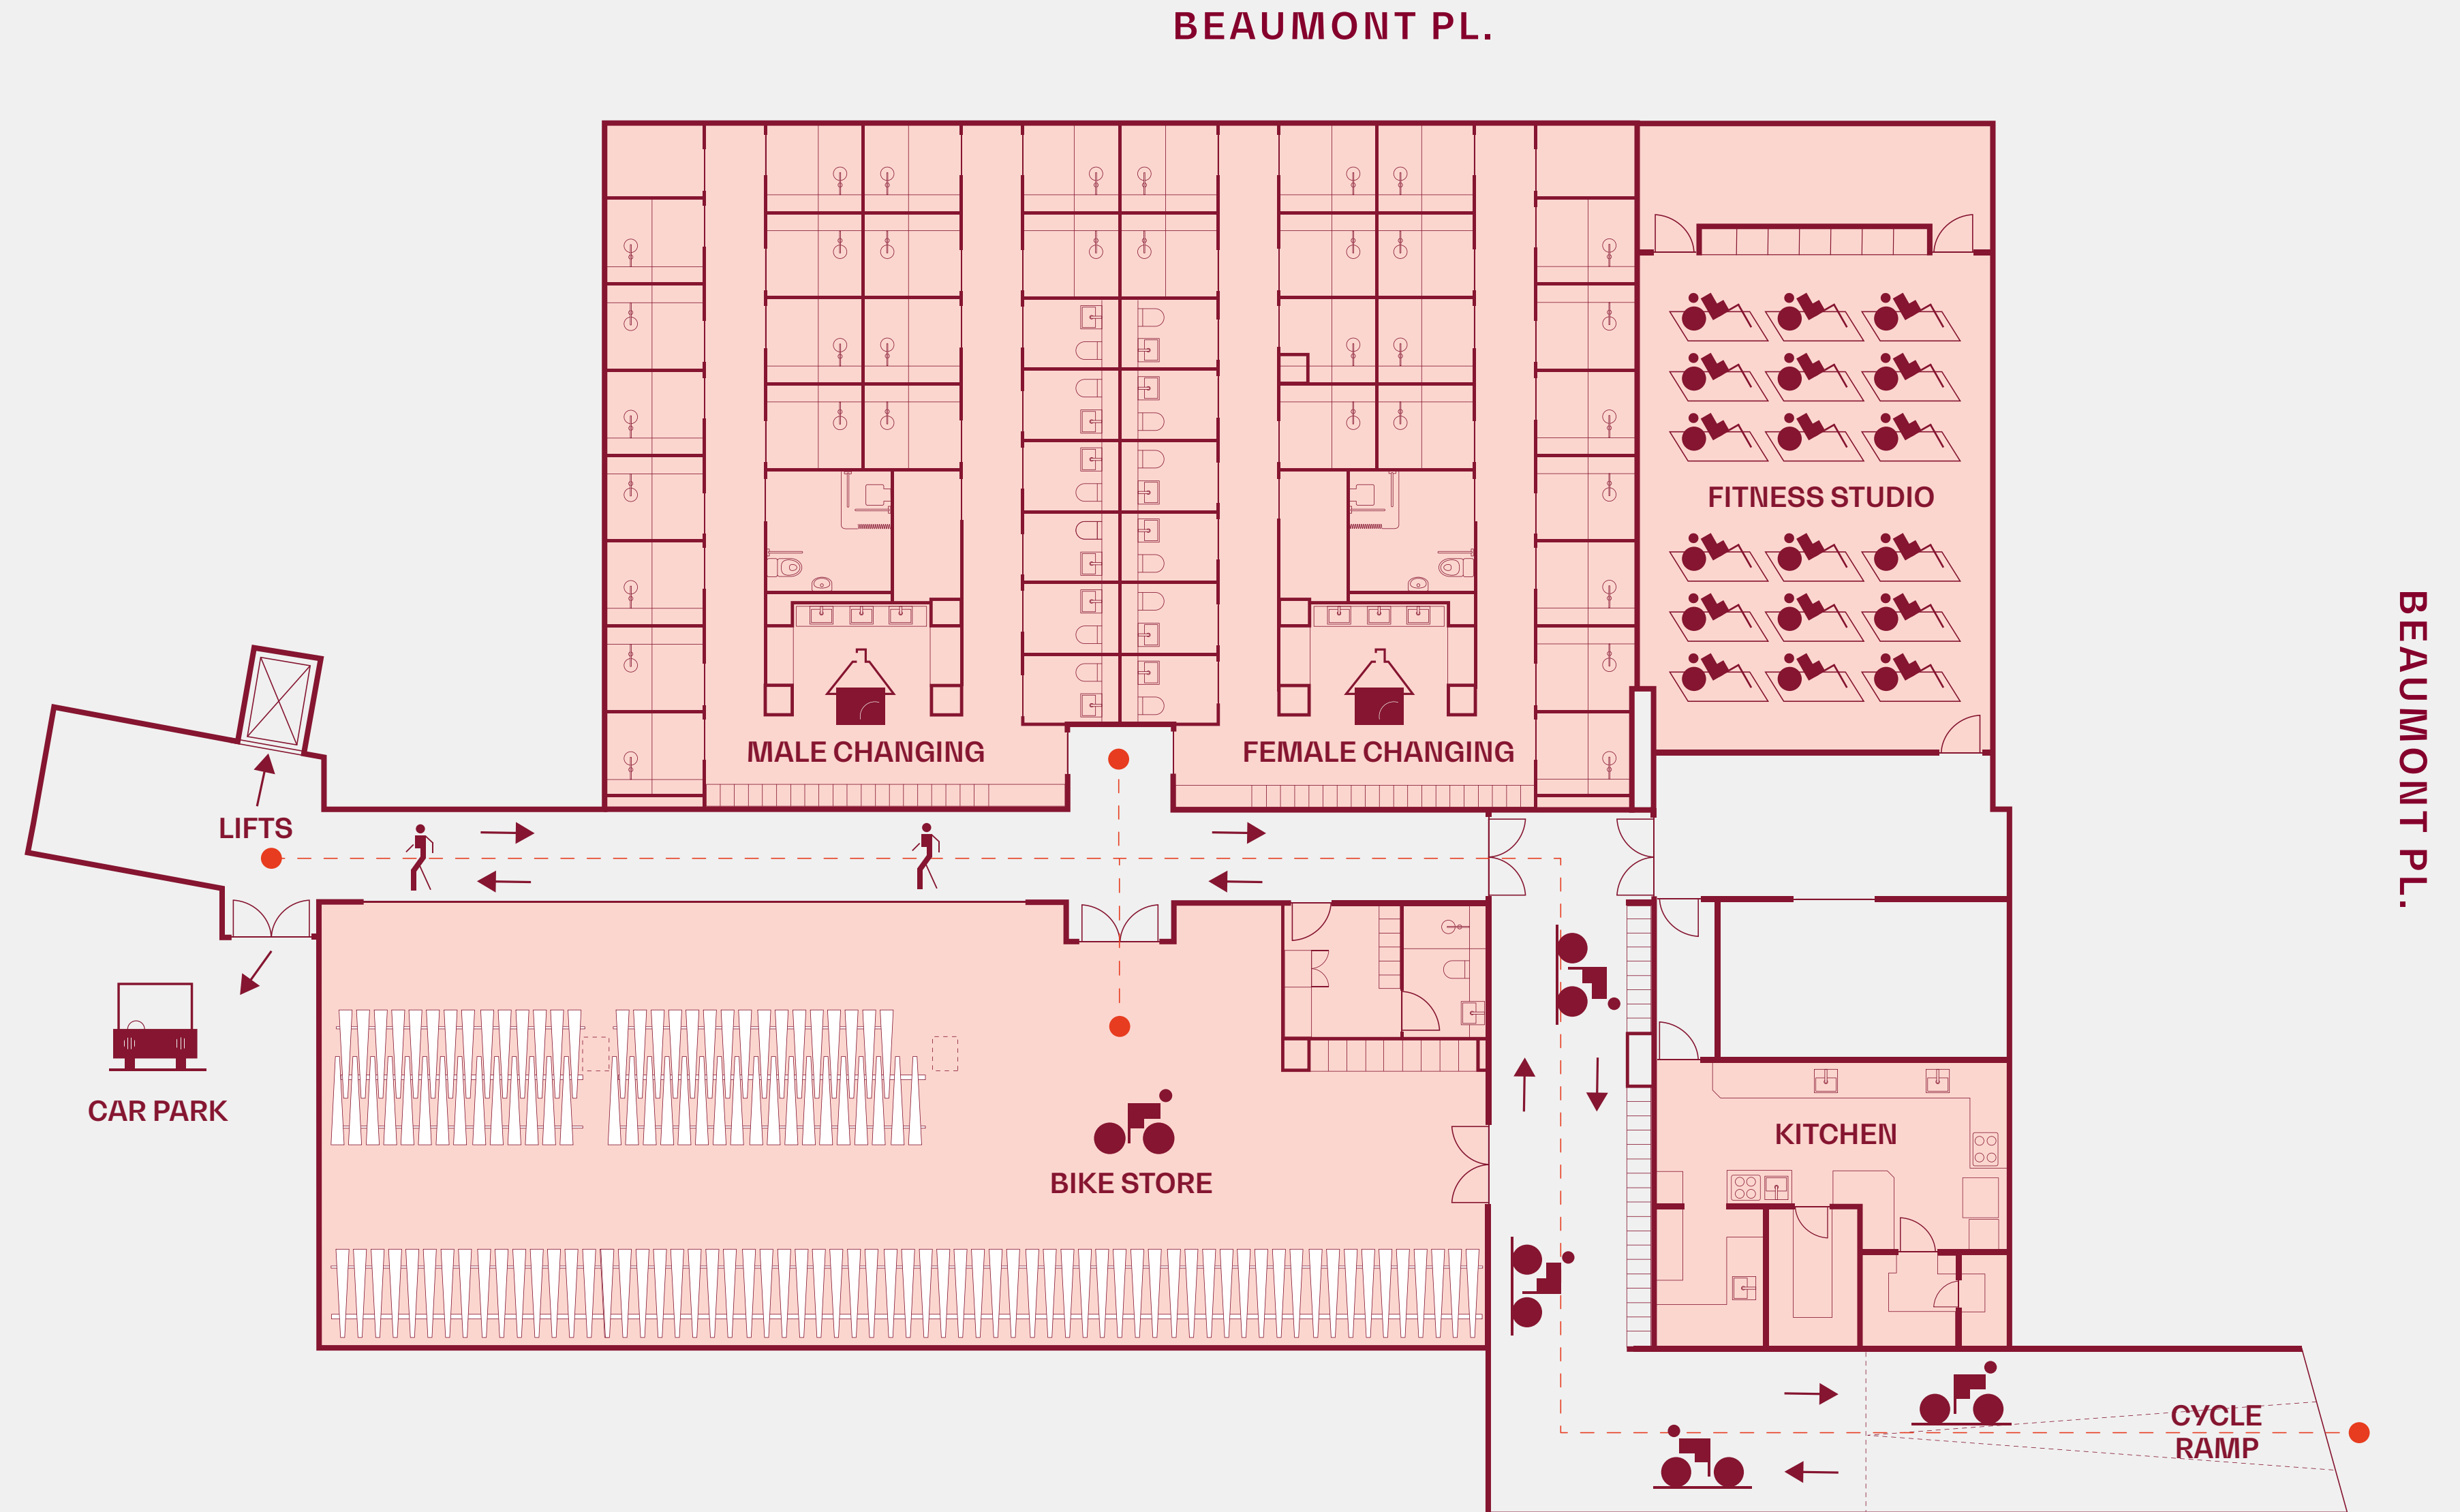 BEAUMONT PL.
FITNESS STUDIO
BEAUMONT PL.
MALE CHANGING
FEMALE CHANGING
LIFTS
CAR PARK
KITCHEN
BIKE STORE
CYCLE
RAMP